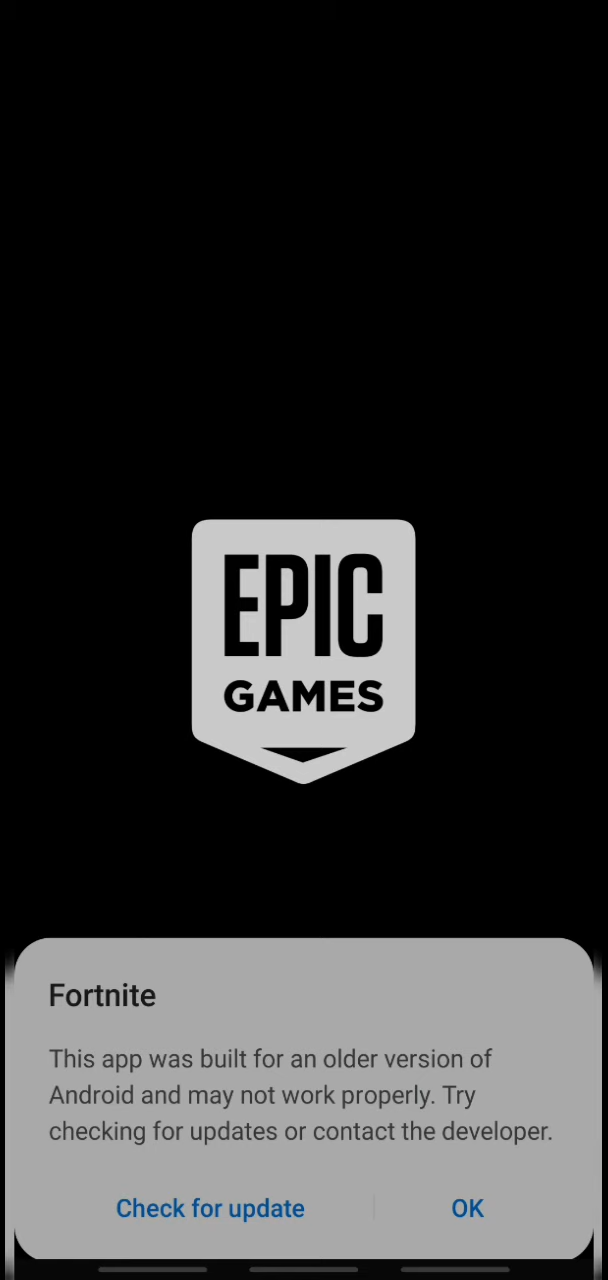 EPIC
GAMES
Fortnite
This app was built for an older version of
Android and may not work properly. Try
checking for updates or contact the developer.
Check for update
OK